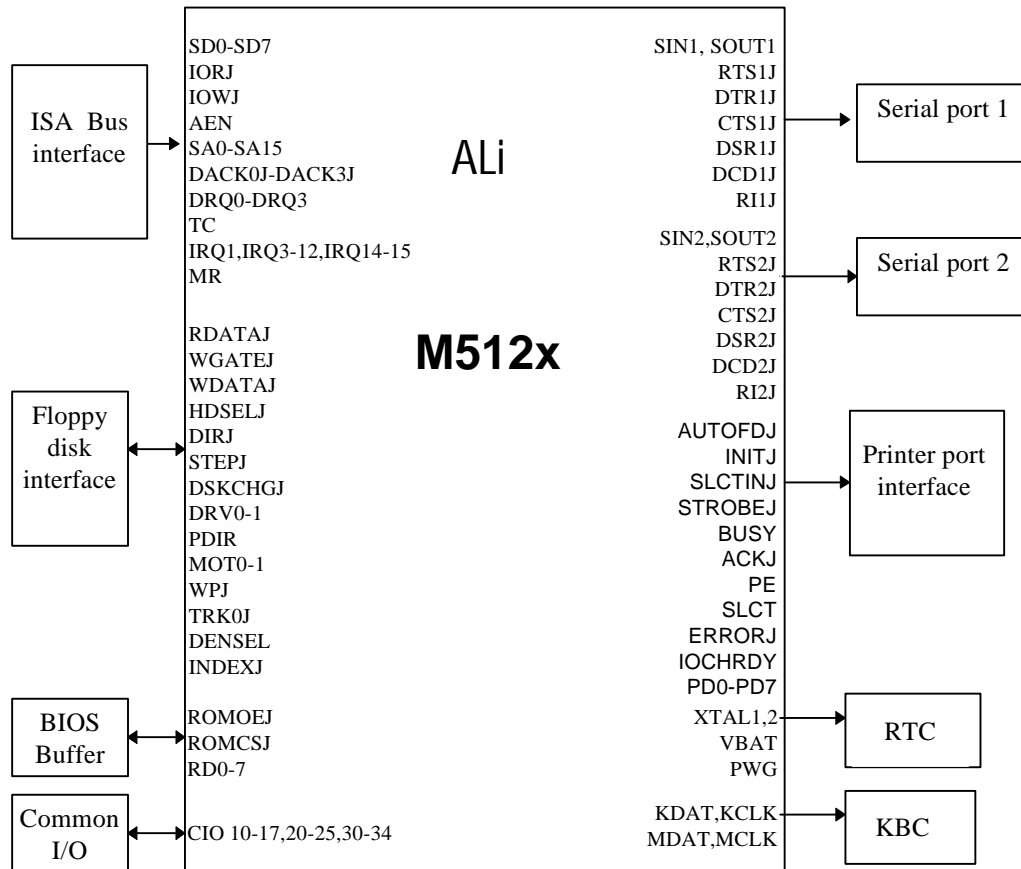 ISA Bus
interface
Floppy
disk
interface
BIOS
Buffer
Common
I/O
SD0-SD7
IORJ
IOWJ
AEN
SA0-SA15
DACK0J-DACK3J
DRQ0-DRQ3
TC
IRQ1,IRQ3-12,IRQ14-15
MR
RDATAJ
WGATEJ
WDATAJ
HDSELJ
DIRJ
STEPJ
DSKCHGJ
DRV0-1
PDIR
MOT0-1
WPJ
TRK0J
DENSEL
INDEXJ
ROMOEJ
ROMCSJ
RD0-7
CIO 10-17,20-25,30-34
ALi
M512x
SIN1, SOUT1
RTS1J
DTR1J
CTS1J
DSR1J
DCD1J
RI1J
SIN2,SOUT2
RTS2J
DTR2J
CTS2J
DSR2J
DCD2J
RI2J
AUTOFDJ
INITJ
SLCTINJ
STROBEJ
BUSY
ACKJ
PE
SLCT
ERRORJ
IOCHRDY
PD0-PD7
XTAL1,2
VBAT
PWG
KDAT,KCLK
MDAT,MCLK
Serial port 1
Serial port 2
Printer port
interface
RTC
KBC